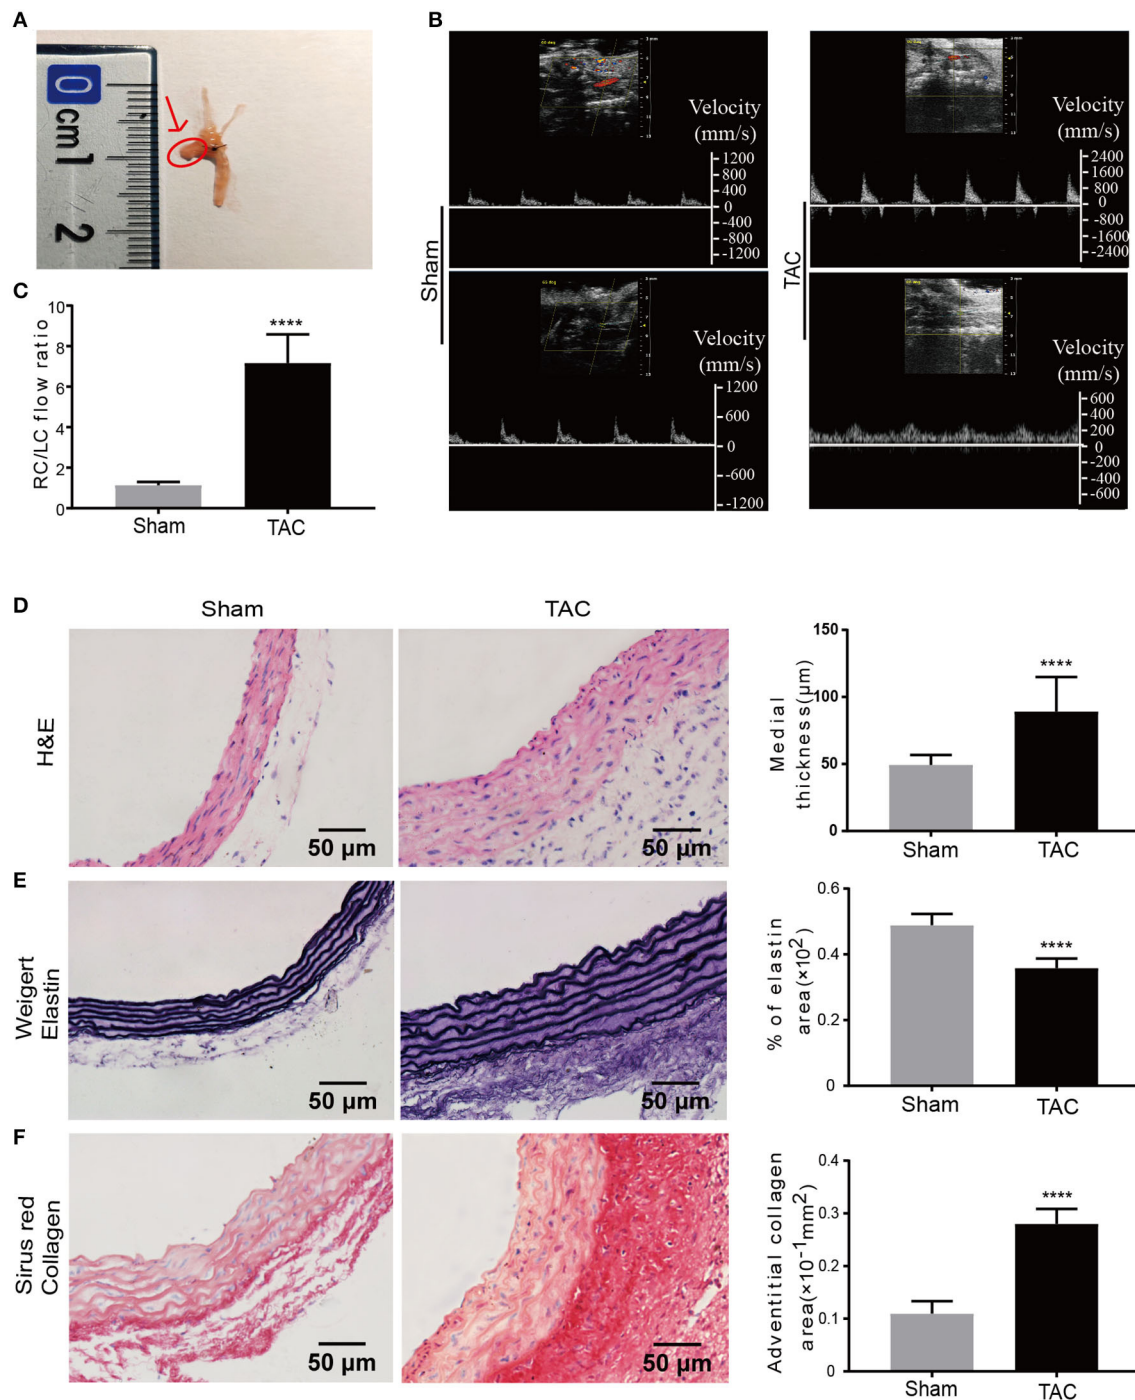 A
0
cm1
2
B
Sham
Velocity
(mm/s)
1200
800
400
0
-400
-800
-1200
Velocity
(mm/s)
1200
600
0
-600
-1200
TAC
Velocity
(mm/s)
2400
1600
800
0
-800
-1600
-2400
Velocity
(mm/s)
600
400
200
0
-200
-400
-600
C
RC/LC flow ratio
10
8
6
4
2
0
****
Sham
TAC
Sham
TAC
D
H&E
50 µm
50 µm
Medial
thickness(µm)
150
100
50
0
****
Sham
TAC
E
Weigert
Elastin
50 µm
50 µm
% of elastin
area(×10²)
0.6
0.4
0.2
0
****
Sham
TAC
F
Sirus red
Collagen
50 µm
50 µm
Adventitial collagen
area(×10⁻¹mm²)
0.4
0.3
0.2
0.1
0
****
Sham
TAC